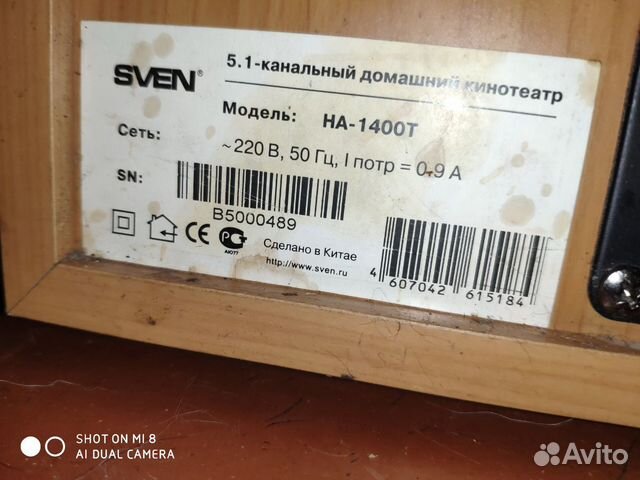 SVEN®
5.1-канальный домашний кинотеатр
Модель: HA-1400T
Сеть: ~220 В, 50 Гц, I потр = 0-9 А
SN:
B5000489
CE
АЮ77
Сделано в Китае
http://www.sven.ru
4 607042 615184
SHOT ON MI 8
AI DUAL CAMERA
Avito